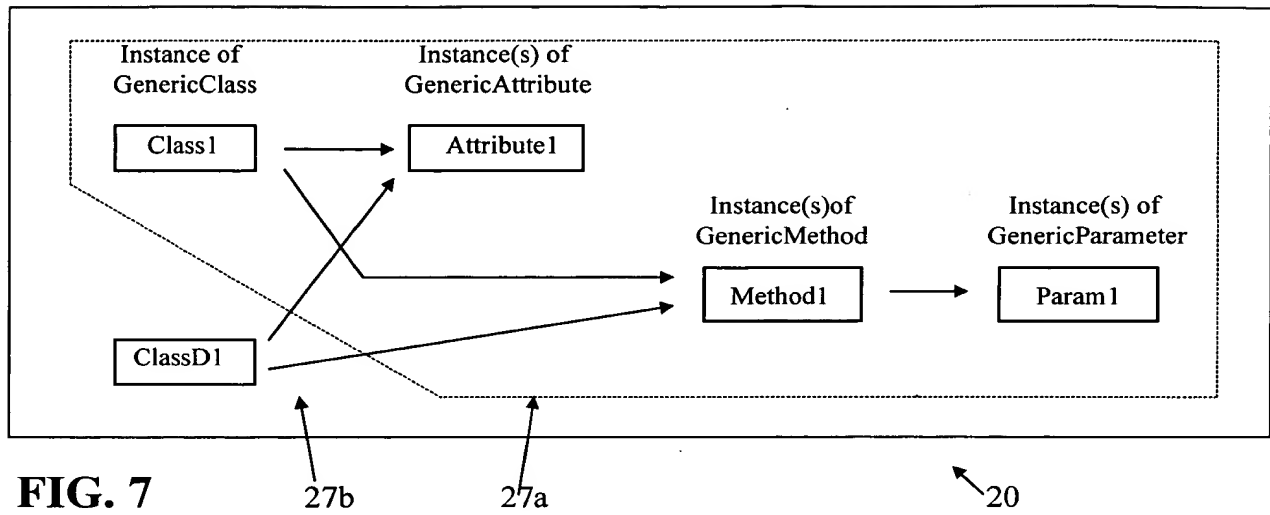 Instance of
GenericClass
Instance(s) of
GenericAttribute
Class1
Attribute1
Instance(s)of
GenericMethod
Instance(s) of
GenericParameter
Method1
Param1
ClassD1
FIG. 7
27b
27a
20